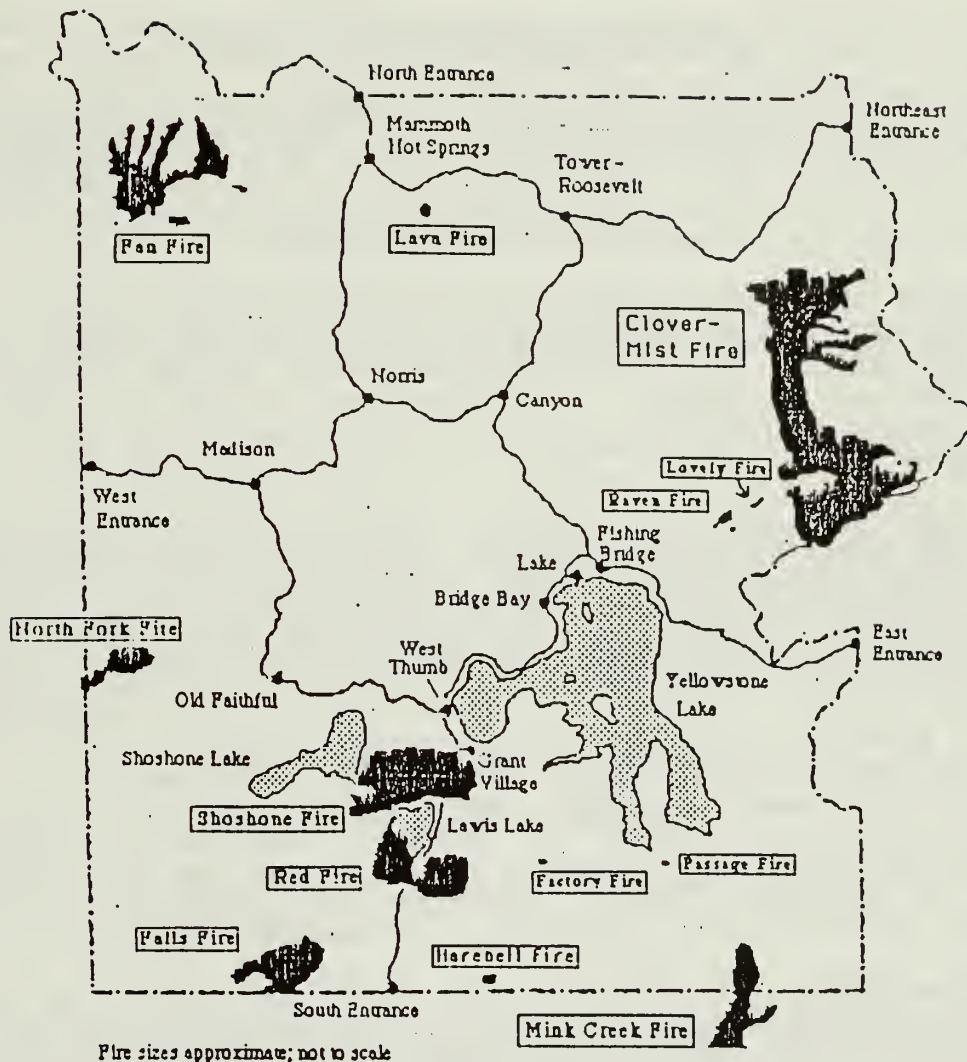 North Entrance
Northeast
Entrance
Mammoth
Hot Springs
Tower-
Roosevelt
Fan Fire
Lava Fire
Clover-
Mist Fire
Norris
Canyon
Madison
West
Entrance
Lovely Fire
Raven Fire
Fishing
Bridge
Lake
Bridge Bay
North Fork Fire
West
Thumb
East
Entrance
Old Faithful
Yellowstone
Lake
Shoshone Lake
Grant
Village
Shoshone Fire
Lewis Lake
Red Fire
Factory Fire
Passage Fire
Falls Fire
Harebell Fire
South Entrance
Mink Creek Fire
Fire sizes approximate; not to scale